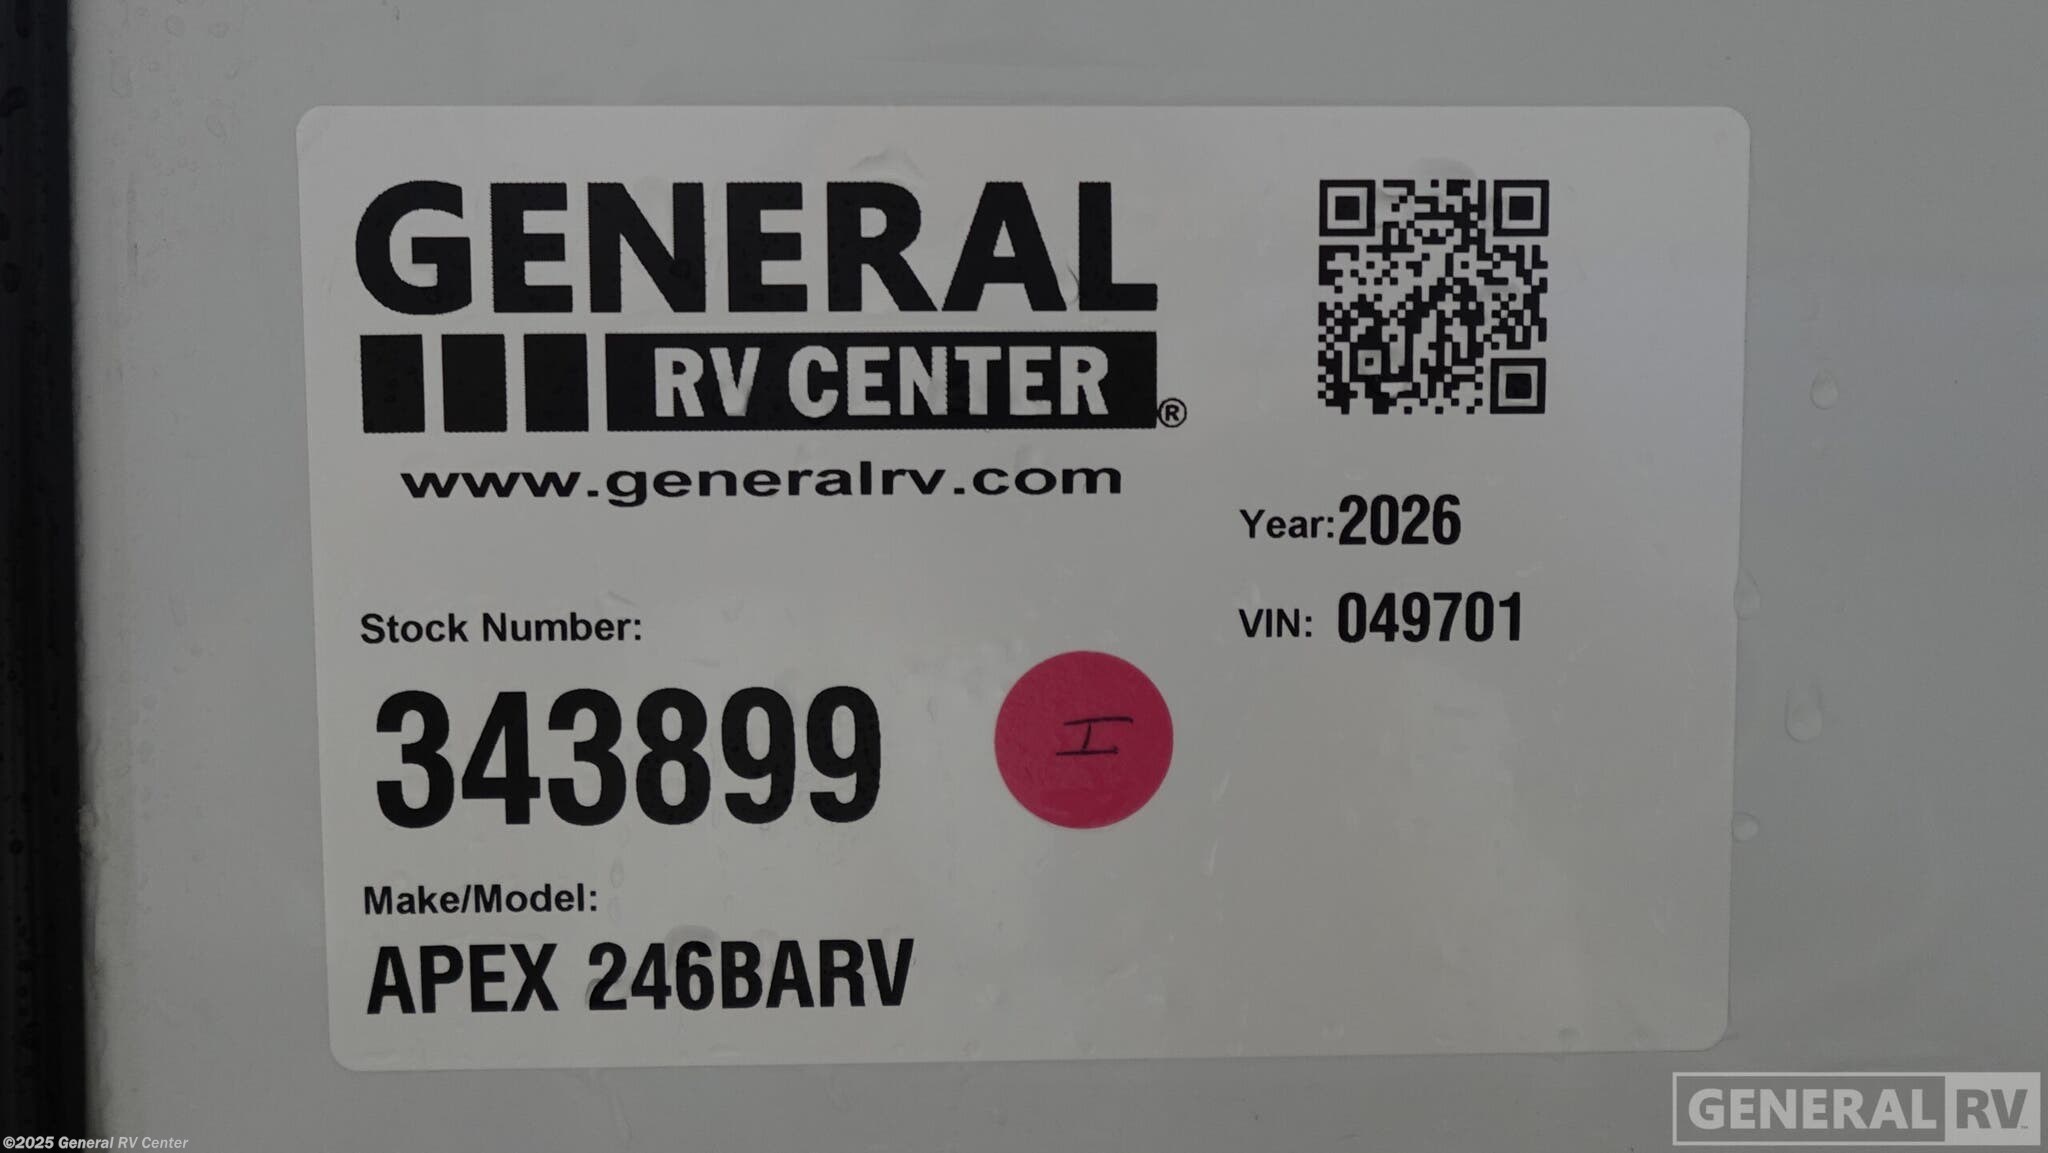 GENERAL
RV CENTER®
www.generalrv.com
Year: 2026
VIN: 049701
Stock Number:
343899
I
Make/Model:
APEX 246BARV
©2025 General RV Center
GENERAL RV™